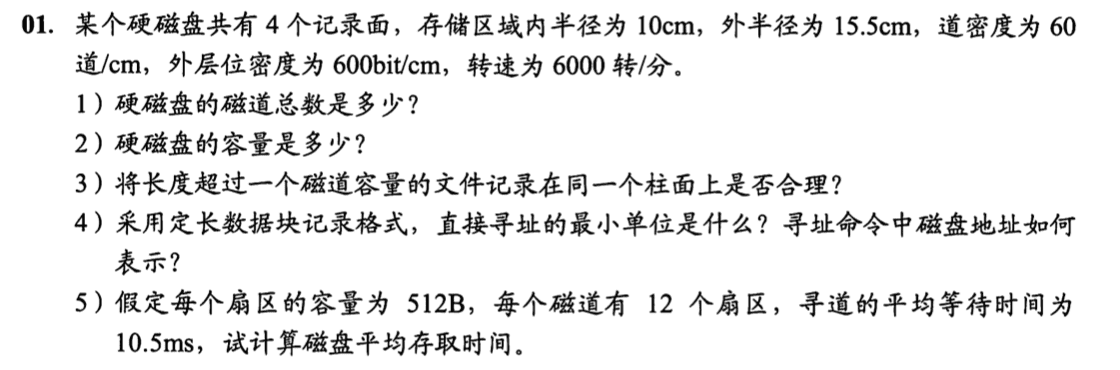 01. 某个硬磁盘共有 4 个记录面，存储区域内半径为 10cm，外半径为 15.5cm，道密度为 60
道/cm，外层位密度为 600bit/cm，转速为 6000 转/分。
1）硬磁盘的磁道总数是多少？
2）硬磁盘的容量是多少？
3）将长度超过一个磁道容量的文件记录在同一个柱面上是否合理？
4）采用定长数据块记录格式，直接寻址的最小单位是什么？寻址命令中磁盘地址如何
表示？
5）假定每个扇区的容量为 512B，每个磁道有 12 个扇区，寻道的平均等待时间为
10.5ms，试计算磁盘平均存取时间。